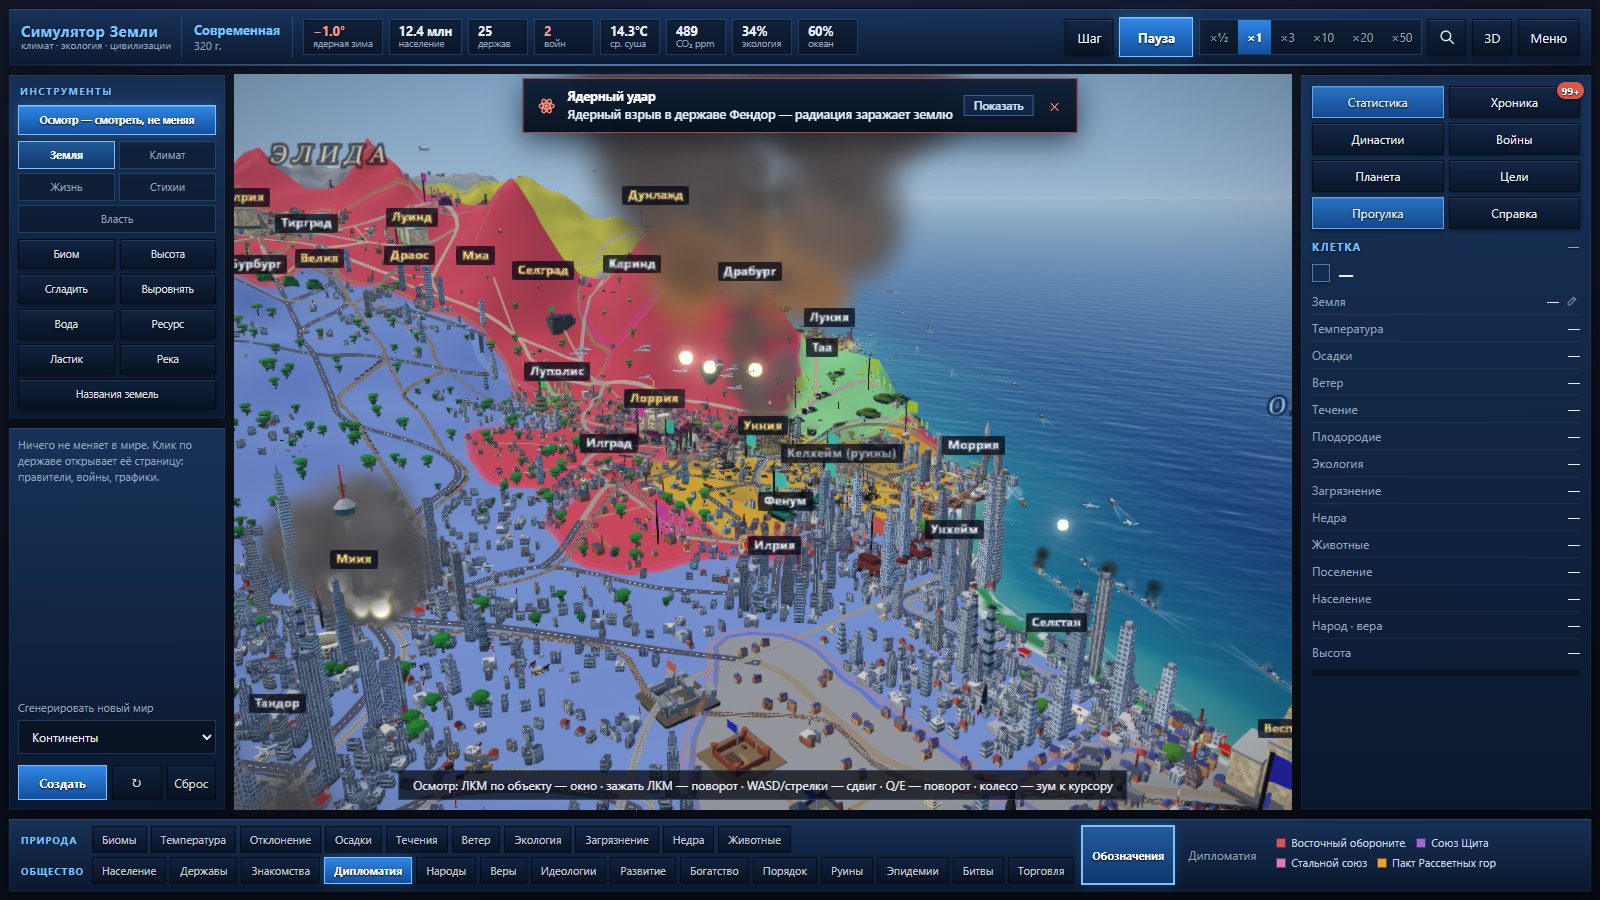 Симулятор Земли
климат · экология · цивилизации
Современная
320 г.
−1.0°
ядерная зима
12.4 млн
население
25
держав
2
войн
14.3°C
ср. суша
489
CO₂ ppm
34%
экология
60%
океан
Шаг
Пауза
×½
×1
×3
×10
×20
×50
3D
Меню
ИНСТРУМЕНТЫ
Осмотр — смотреть, не меняя
Земля
Климат
Жизнь
Стихии
Власть
Биом
Высота
Сгладить
Выровнять
Вода
Ресурс
Ластик
Река
Названия земель
Ничего не меняет в мире. Клик по
державе открывает её страницу:
правители, войны, графики.
Сгенерировать новый мир
Континенты
Создать
↻
Сброс
Ядерный удар
Ядерный взрыв в державе Фендор — радиация заражает землю
Показать
×
ЭЛИДА
Дунланд
Тирград
Луинд
Велия
Драос
Миа
Селград
Каринд
Драбург
Луния
Таа
Луполис
Лоррия
Унния
Илград
Келхейм (руины)
Моррия
Фенум
Унхейм
Илрия
Миия
Селстан
Тандор
О
Осмотр: ЛКМ по объекту — окно · зажать ЛКМ — поворот · WASD/стрелки — сдвиг · Q/E — поворот · колесо — зум к курсору
Статистика
Хроника
99+
Династии
Войны
Планета
Цели
Прогулка
Справка
КЛЕТКА
—
—
Земля —
Температура —
Осадки —
Ветер —
Течение —
Плодородие —
Экология —
Загрязнение —
Недра —
Животные —
Поселение —
Население —
Народ · вера —
Высота —
ПРИРОДА
Биомы
Температура
Отклонение
Осадки
Течения
Ветер
Экология
Загрязнение
Недра
Животные
ОБЩЕСТВО
Население
Державы
Знакомства
Дипломатия
Народы
Веры
Идеологии
Развитие
Богатство
Порядок
Руины
Эпидемии
Битвы
Торговля
Обозначения
Дипломатия
Восточный обороните
Союз Щита
Стальной союз
Пакт Рассветных гор